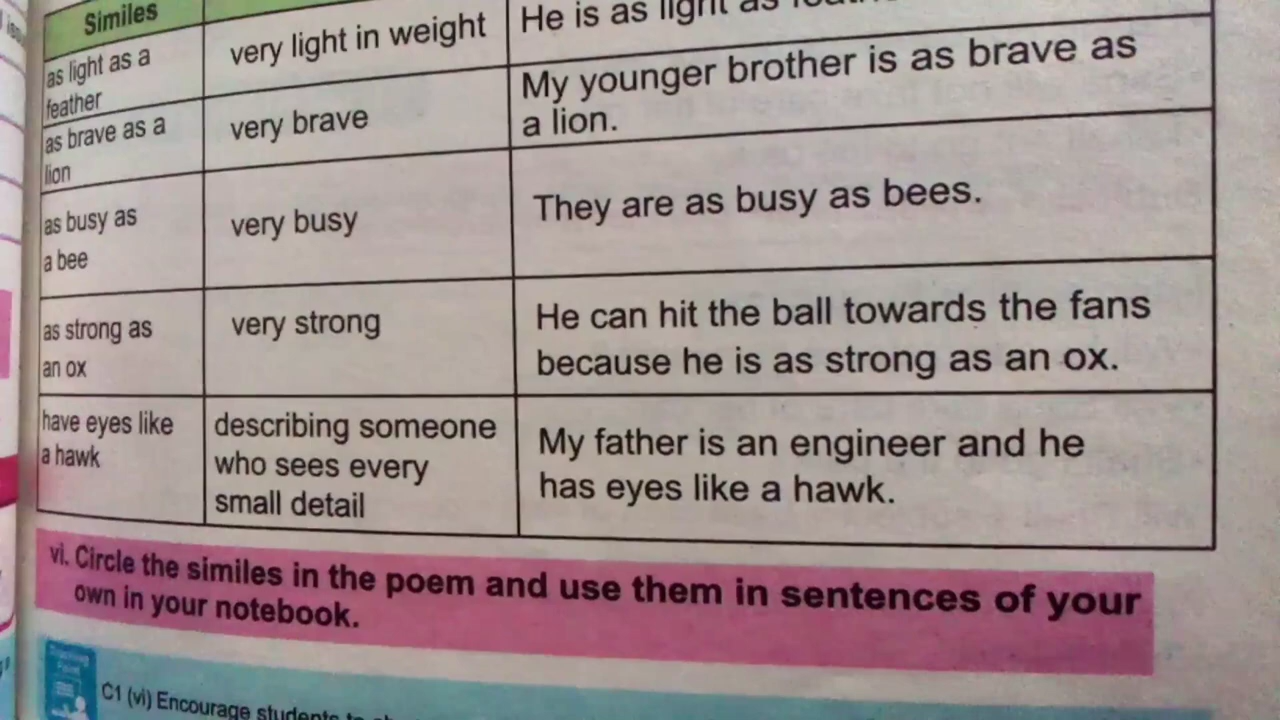 Similes
as light as a
feather
very light in weight
He is as light as
as brave as a
lion
very brave
My younger brother is as brave as
a lion.
as busy as
a bee
very busy
They are as busy as bees.
as strong as
an ox
very strong
He can hit the ball towards the fans
because he is as strong as an ox.
have eyes like
a hawk
describing someone
who sees every
small detail
My father is an engineer and he
has eyes like a hawk.
vi. Circle the similes in the poem and use them in sentences of your
own in your notebook.
C1 (vi) Encourage students to